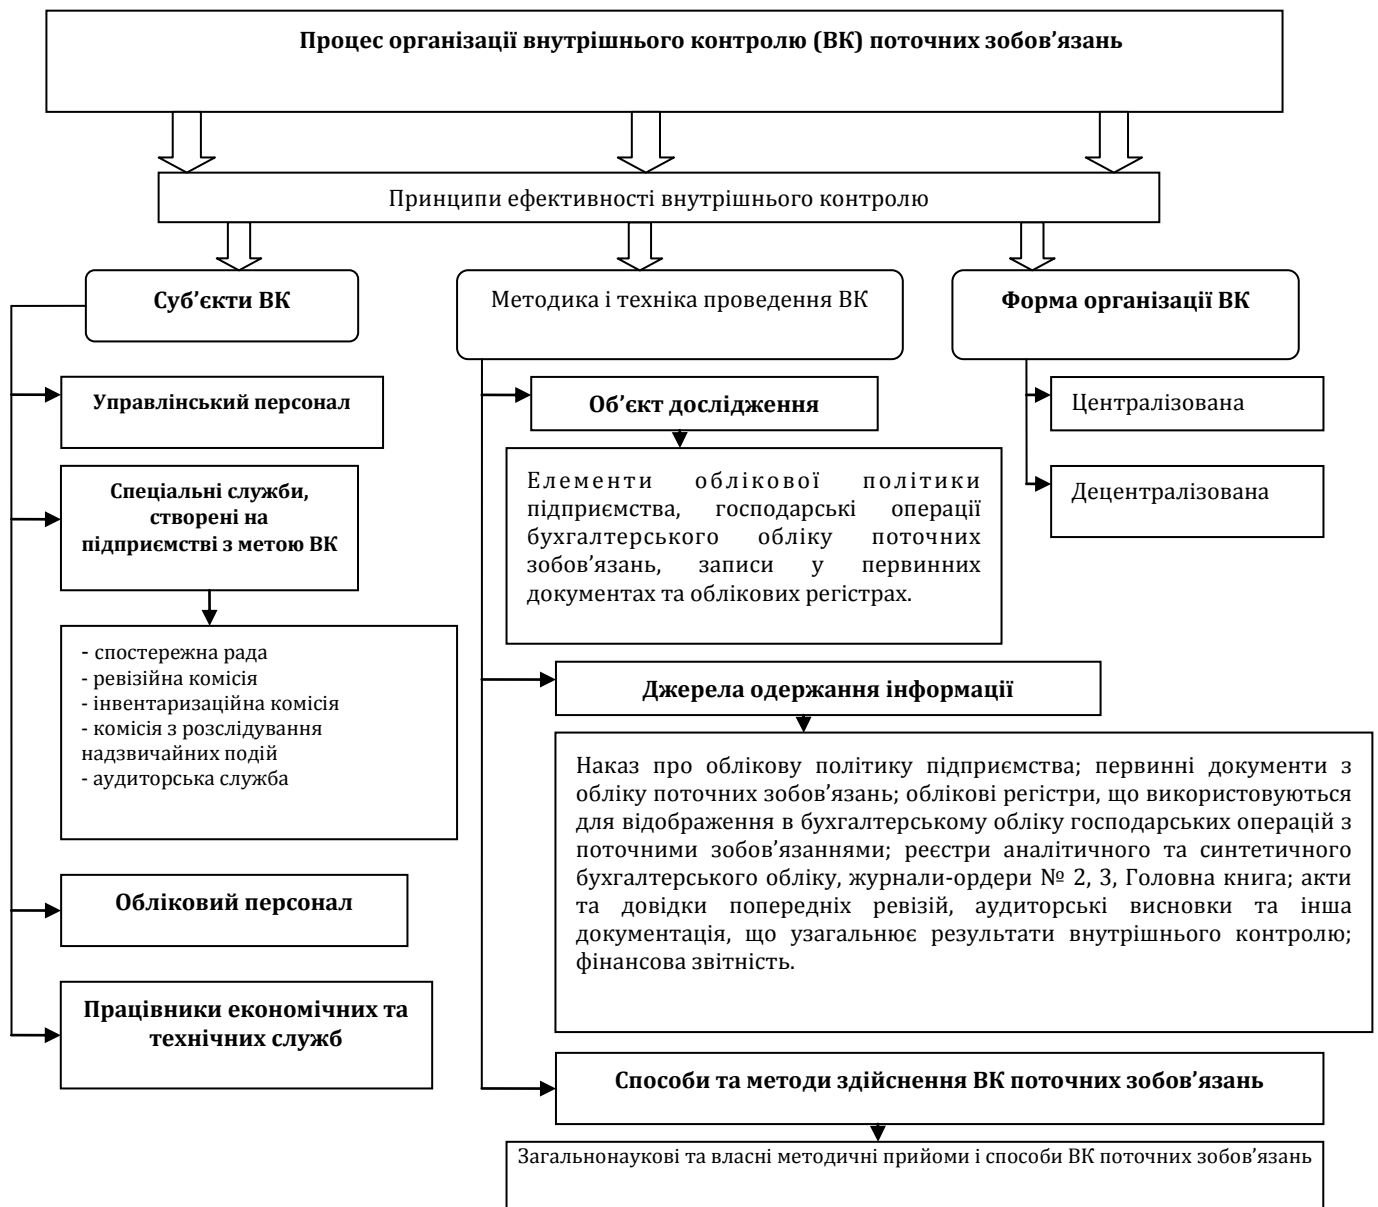 Процес організації внутрішнього контролю (ВК) поточних зобов’язань
Принципи ефективності внутрішнього контролю
Суб’єкти ВК
Управлінський персонал
Спеціальні служби,
створені на
підприємстві з метою ВК
- спостережна рада
- ревізійна комісія
- інвентаризаційна комісія
- комісія з розслідування
надзвичайних подій
- аудиторська служба
Обліковий персонал
Працівники економічних та
технічних служб
Методика і техніка проведення ВК
Об’єкт дослідження
Елементи облікової політики
підприємства, господарські операції
бухгалтерського обліку поточних
зобов’язань, записи у первинних
документах та облікових регістрах.
Джерела одержання інформації
Наказ про облікову політику підприємства; первинні документи з
обліку поточних зобов’язань; облікові регістри, що використовуються
для відображення в бухгалтерському обліку господарських операцій з
поточними зобов’язаннями; реєстри аналітичного та синтетичного
бухгалтерського обліку, журнали-ордери № 2, 3, Головна книга; акти
та довідки попередніх ревізій, аудиторські висновки та інша
документація, що узагальнює результати внутрішнього контролю;
фінансова звітність.
Способи та методи здійснення ВК поточних зобов’язань
Загальнонаукові та власні методичні прийоми і способи ВК поточних зобов’язань
Форма організації ВК
Централізована
Децентралізована